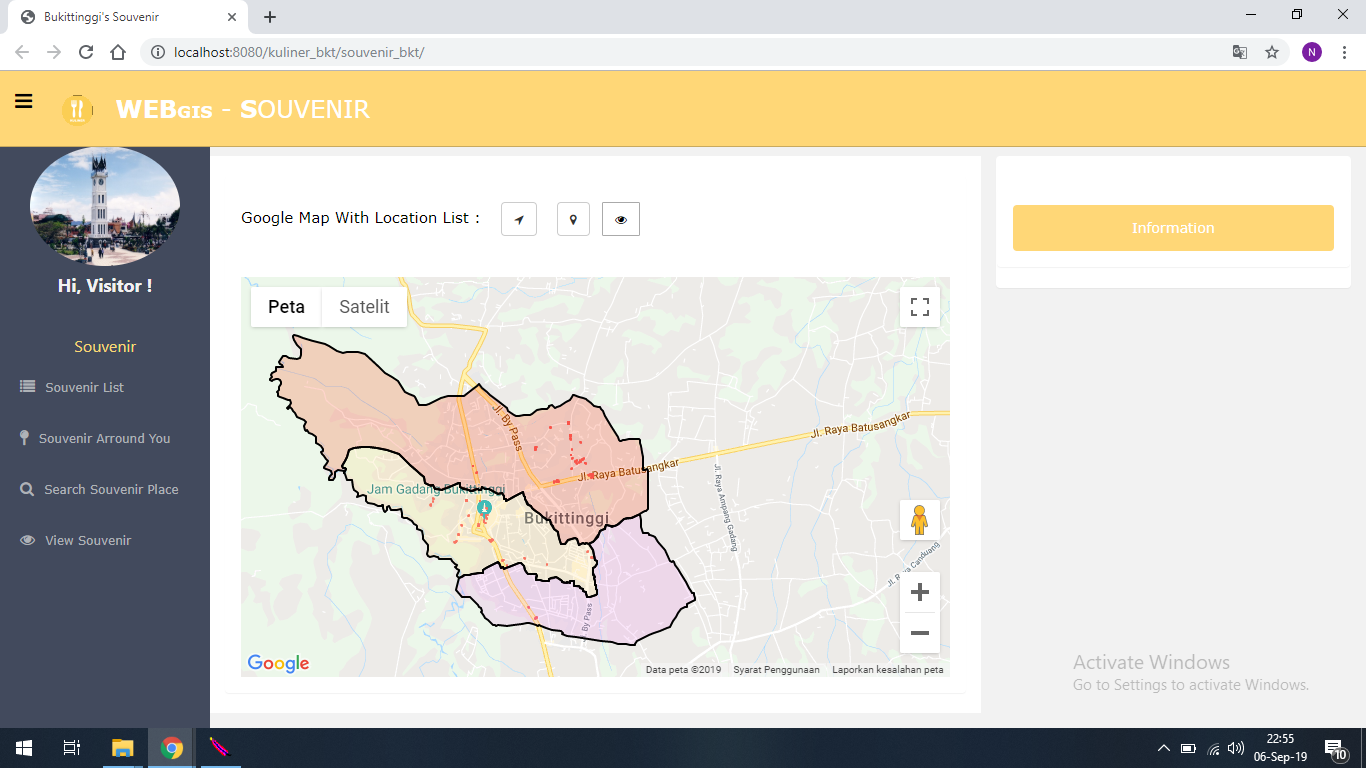 Bukittinggi's Souvenir
localhost:8080/kuliner_bkt/souvenir_bkt/
N
WEBGIS - SOUVENIR
Hi, Visitor !
Souvenir
Souvenir List
Souvenir Arround You
Search Souvenir Place
View Souvenir
Google Map With Location List :
Information
Peta
Satelit
Jl. By Pass
Jl. Raya Batusangkar
Jl. Raya Batusangkar
Jl. Raya Ampang Gadang
Jam Gadang Bukittinggi
Bukittinggi
Jl. Raya Canduang
Jl. By Pass
Google
Data peta ©2019
Syarat Penggunaan
Laporkan kesalahan peta
Activate Windows
Go to Settings to activate Windows.
22:55
06-Sep-19
10